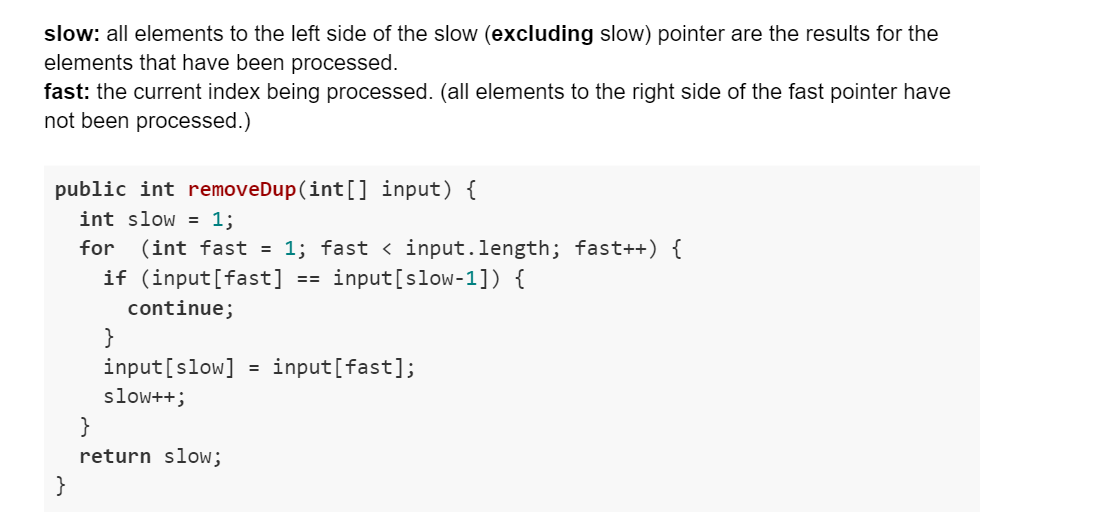 slow: all elements to the left side of the slow (excluding slow) pointer are the results for the
elements that have been processed.
fast: the current index being processed. (all elements to the right side of the fast pointer have
not been processed.)
public int removeDup(int[] input) {
  int slow = 1;
  for  (int fast = 1; fast < input.length; fast++) {
    if (input[fast] == input[slow-1]) {
      continue;
    }
    input[slow] = input[fast];
    slow++;
  }
  return slow;
}